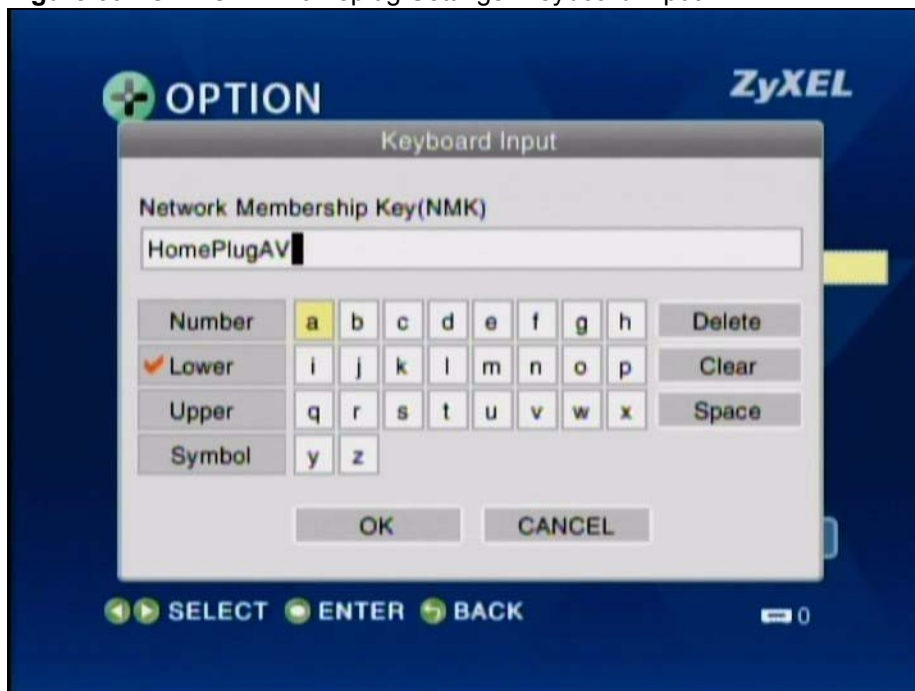 OPTION
ZyXEL
Keyboard Input
Network Membership Key(NMK)
HomePlugAV
Number a b c d e f g h Delete
Lower i j k l m n o p Clear
Upper q r s t u v w x Space
Symbol y z
OK CANCEL
SELECT ENTER BACK 0